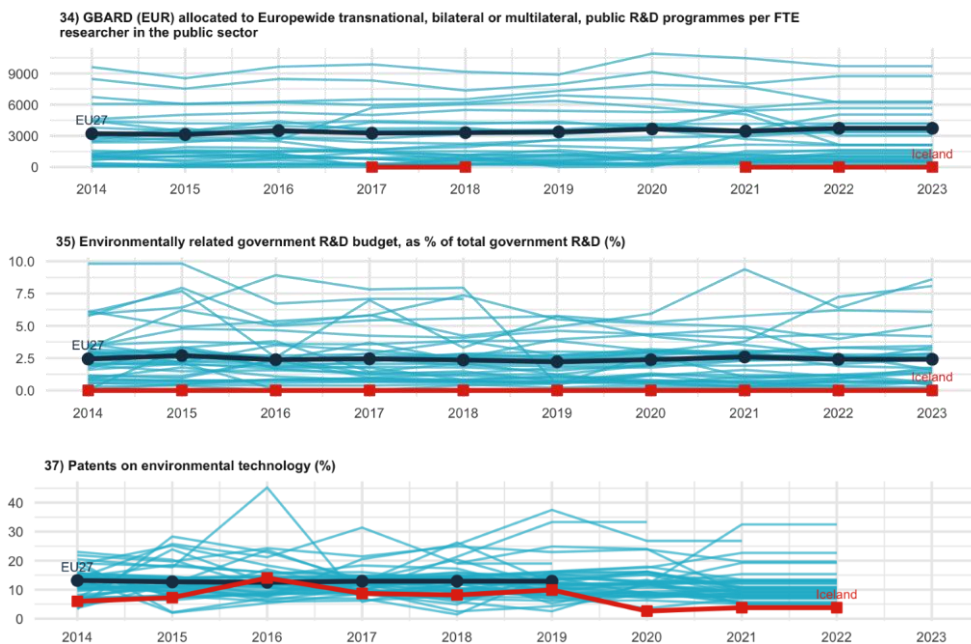 34) GBARD (EUR) allocated to Europewide transnational, bilateral or multilateral, public R&D programmes per FTE
researcher in the public sector
9000
6000
EU27
3000
Iceland
0
2014 2015 2016 2017 2018 2019 2020 2021 2022 2023
35) Environmentally related government R&D budget, as % of total government R&D (%)
10.0
7.5
5.0
EU27
2.5
Iceland
0.0
2014 2015 2016 2017 2018 2019 2020 2021 2022 2023
37) Patents on environmental technology (%)
40
30
20
EU27
10
Iceland
0
2014 2015 2016 2017 2018 2019 2020 2021 2022 2023